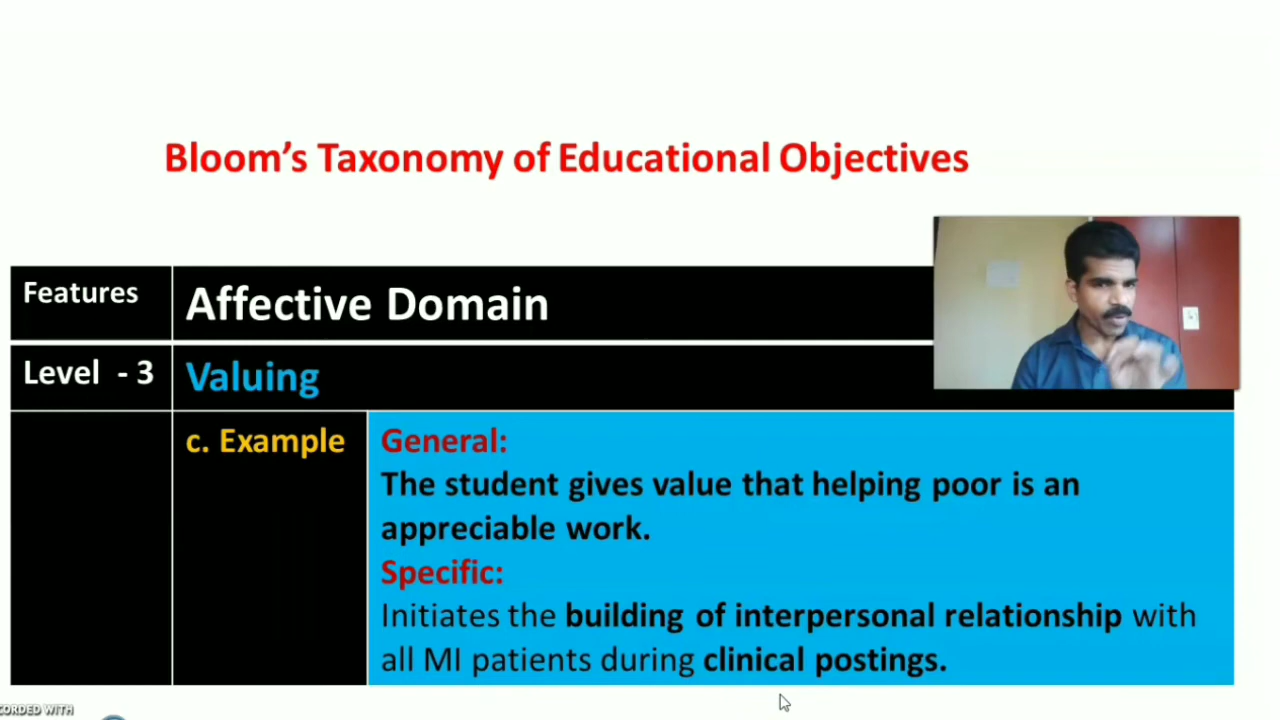 Bloom's Taxonomy of Educational Objectives
Features
Affective Domain
Level - 3
Valuing
c. Example
General:
The student gives value that helping poor is an
appreciable work.
Specific:
Initiates the building of interpersonal relationship with
all MI patients during clinical postings.
WITH